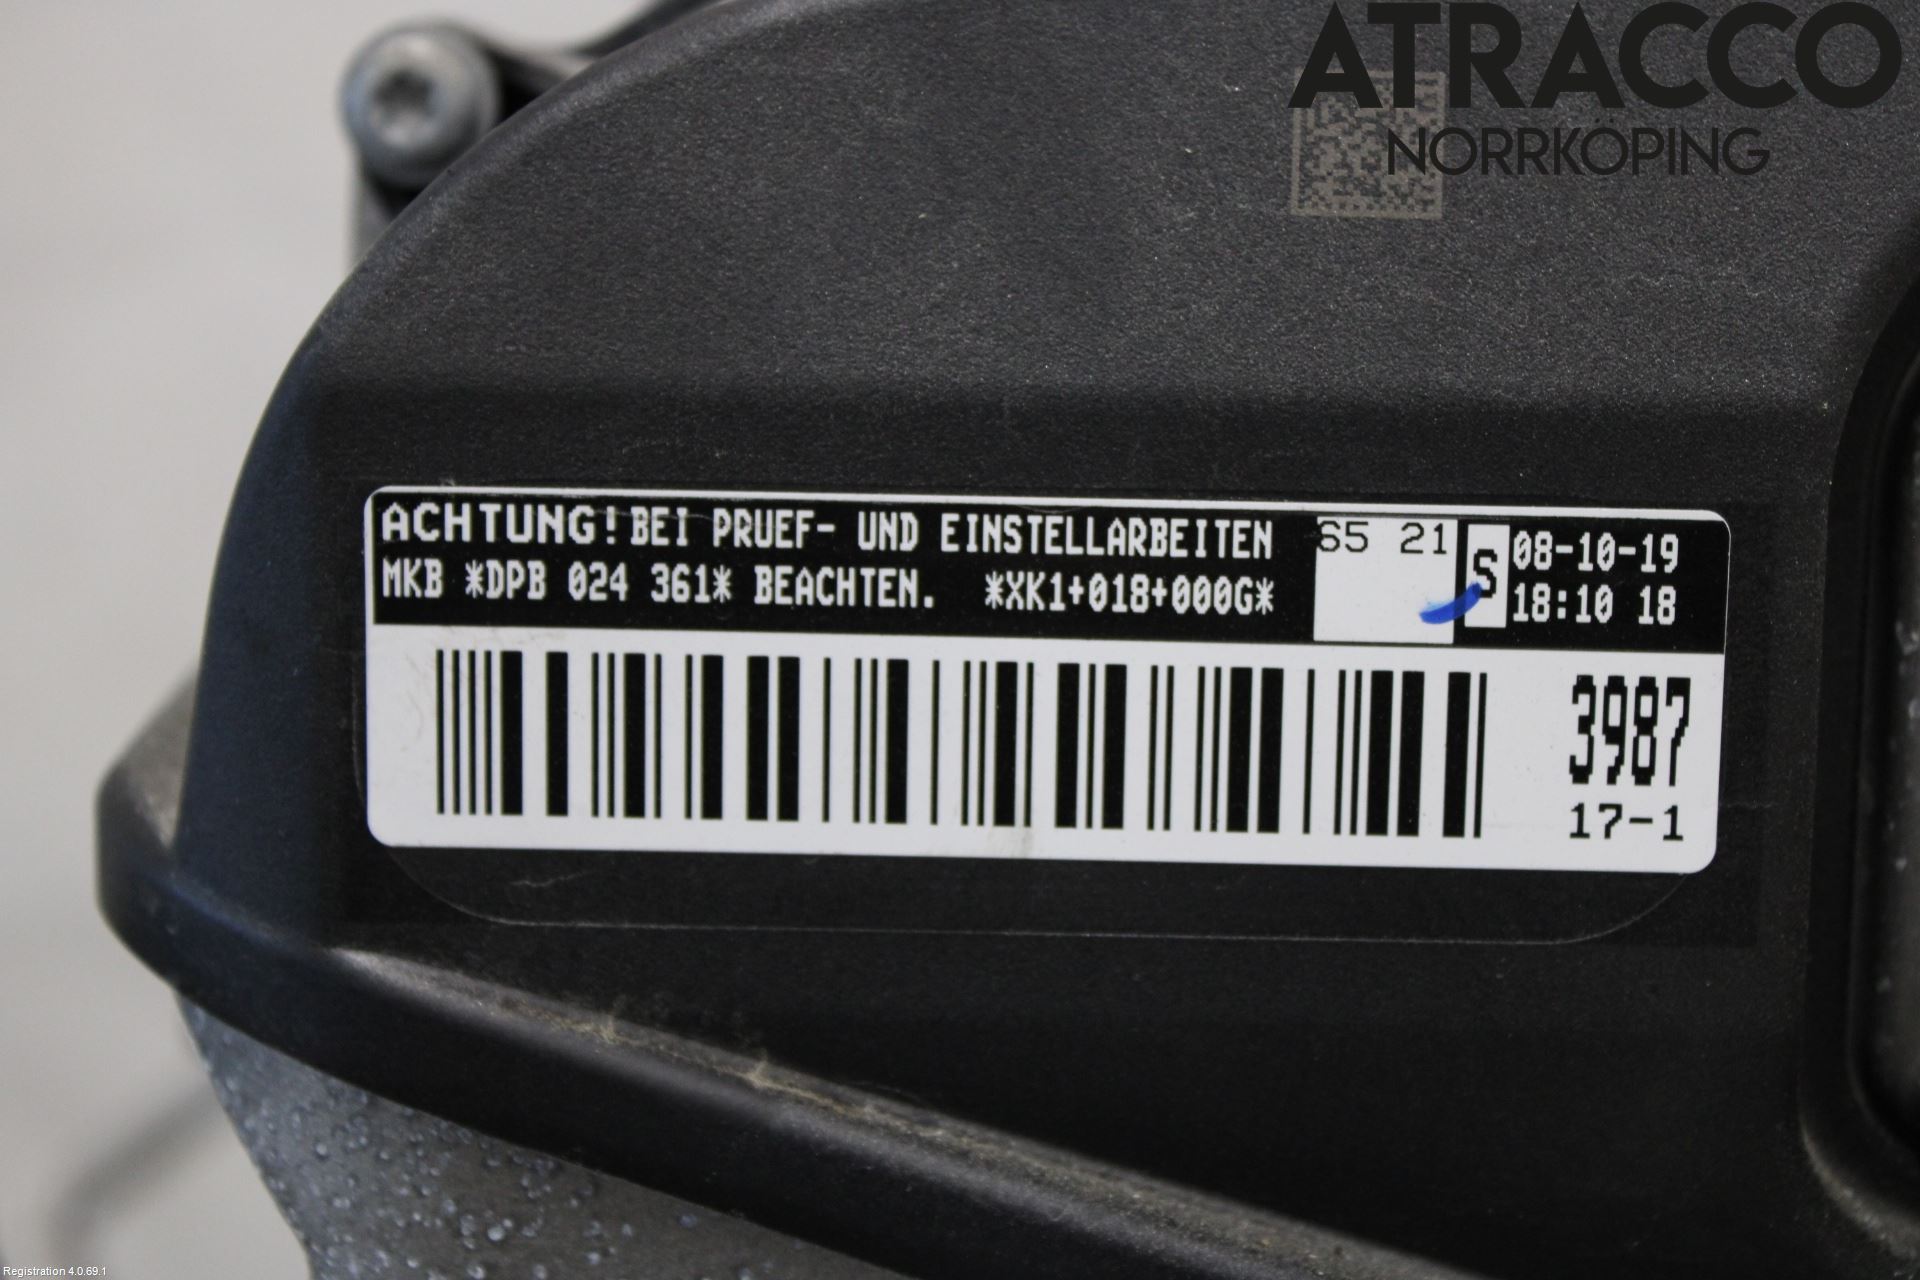 ATRACCO
NORRKÖPING
ACHTUNG! BEI PRUEF- UND EINSTELLARBEITEN
MKB *DPB 024 361* BEACHTEN. *XK1+018+000G*
65 21
S
08-10-19
18:10 18
3987
17-1
Registration 4.0.69.1